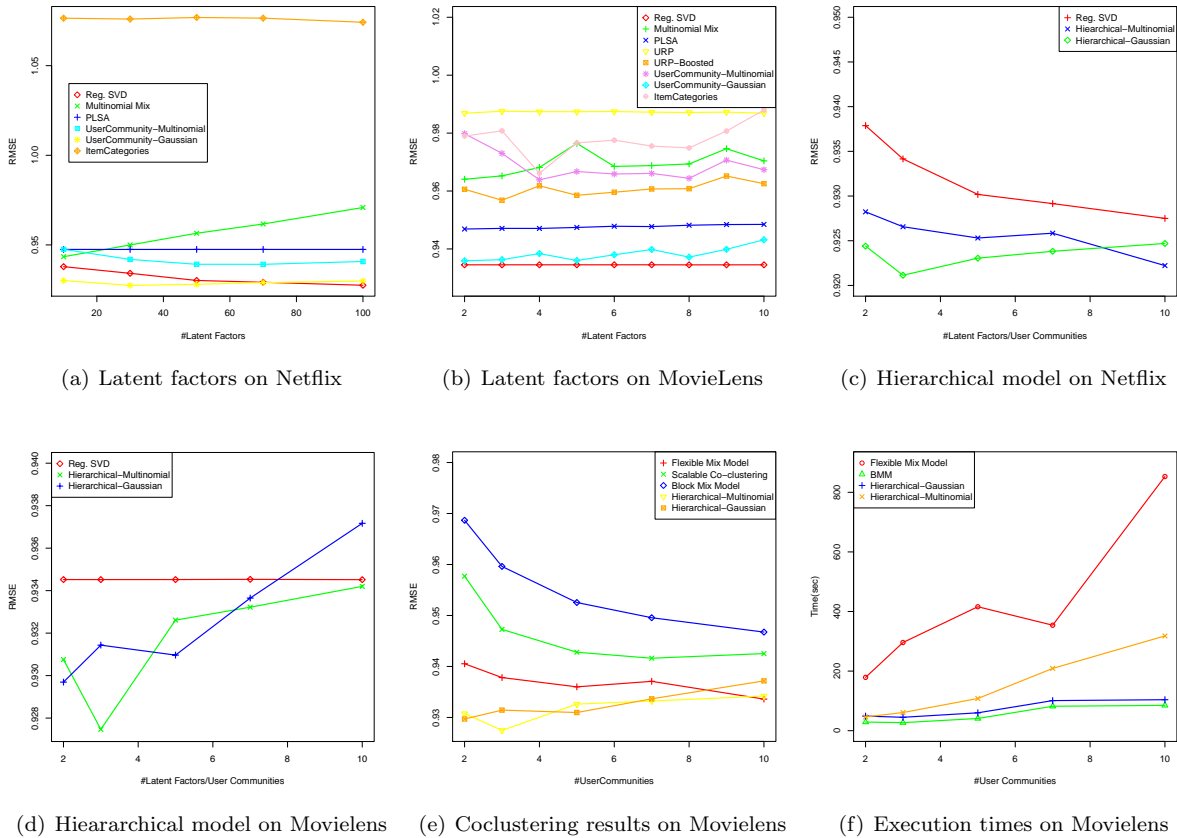 1.05
1.00
0.95
RMSE
Reg. SVD
Multinomial Mix
PLSA
UserCommunity−Multinomial
UserCommunity−Gaussian
ItemCategories
20 40 60 80 100
#Latent Factors
(a) Latent factors on Netflix
1.02
1.00
0.98
0.96
0.94
RMSE
Reg. SVD
Multinomial Mix
PLSA
URP
URP−Boosted
UserCommunity−Multinomial
UserCommunity−Gaussian
ItemCategories
2 4 6 8 10
#Latent Factors
(b) Latent factors on MovieLens
0.950
0.945
0.940
0.935
0.930
0.925
0.920
RMSE
Reg. SVD
Hiearchical−Multinomial
Hierarchical−Gaussian
2 4 6 8 10
#Latent Factors/User Communities
(c) Hierarchical model on Netflix
0.940
0.938
0.936
0.934
0.932
0.930
0.928
RMSE
Reg. SVD
Hierarchical−Multinomial
Hierarchical−Gaussian
2 4 6 8 10
#Latent Factors/User Communities
(d) Hieararchical model on Movielens
0.98
0.97
0.96
0.95
0.94
0.93
RMSE
Flexible Mix Model
Scalable Co−clustering
Block Mix Model
Hierarchical−Multinomial
Hierarchical−Gaussian
2 4 6 8 10
#UserCommunities
(e) Coclustering results on Movielens
800
600
400
200
0
Time(sec)
Flexible Mix Model
BMM
Hierarchical−Gaussian
Hierarchical−Multinomial
2 4 6 8 10
#User Communities
(f) Execution times on Movielens